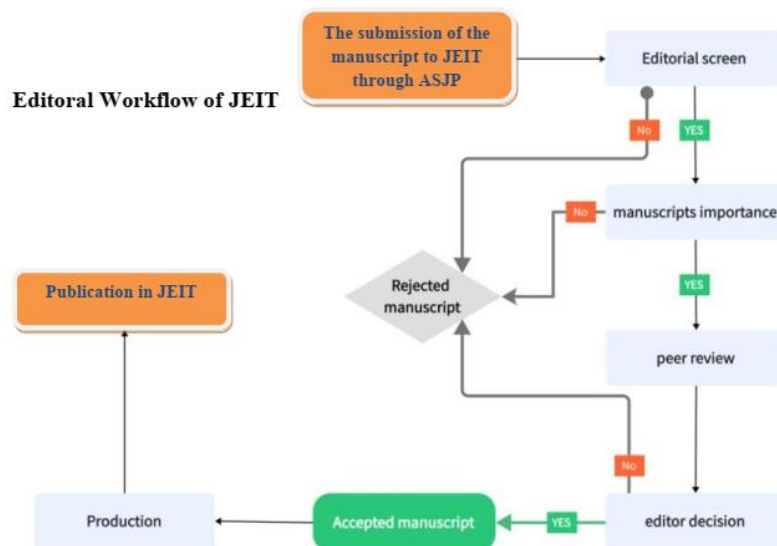 The submission of the
manuscript to JEIT
through ASJP
Editorial screen
Editoral Workflow of JEIT
No
YES
No
manuscripts importance
Rejected
manuscript
YES
Publication in JEIT
peer review
No
Production
Accepted manuscript
YES
editor decision